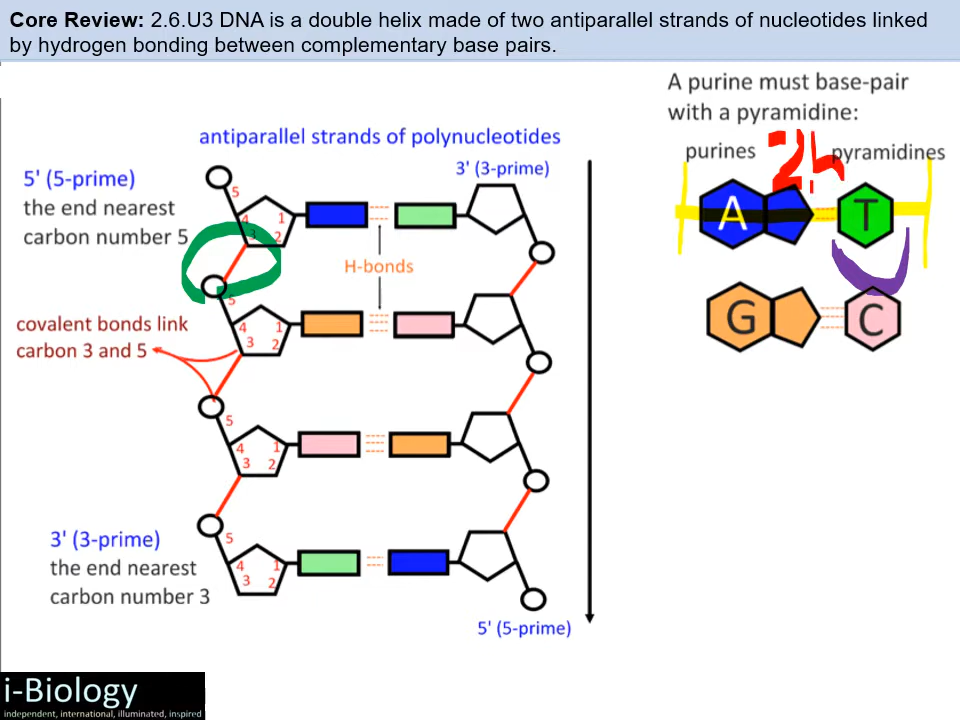 Core Review: 2.6.U3 DNA is a double helix made of two antiparallel strands of nucleotides linked
by hydrogen bonding between complementary base pairs.
A purine must base-pair
with a pyramidine:
purines
pyramidines
A
T
G
C
antiparallel strands of polynucleotides
5' (5-prime)
the end nearest
carbon number 5
3' (3-prime)
5
4
1
3
2
H-bonds
covalent bonds link
carbon 3 and 5
5
4
1
3
2
5
4
1
3
2
3' (3-prime)
the end nearest
carbon number 3
5
4
1
3
2
5' (5-prime)
i-Biology
independent, international, illuminated, inspired